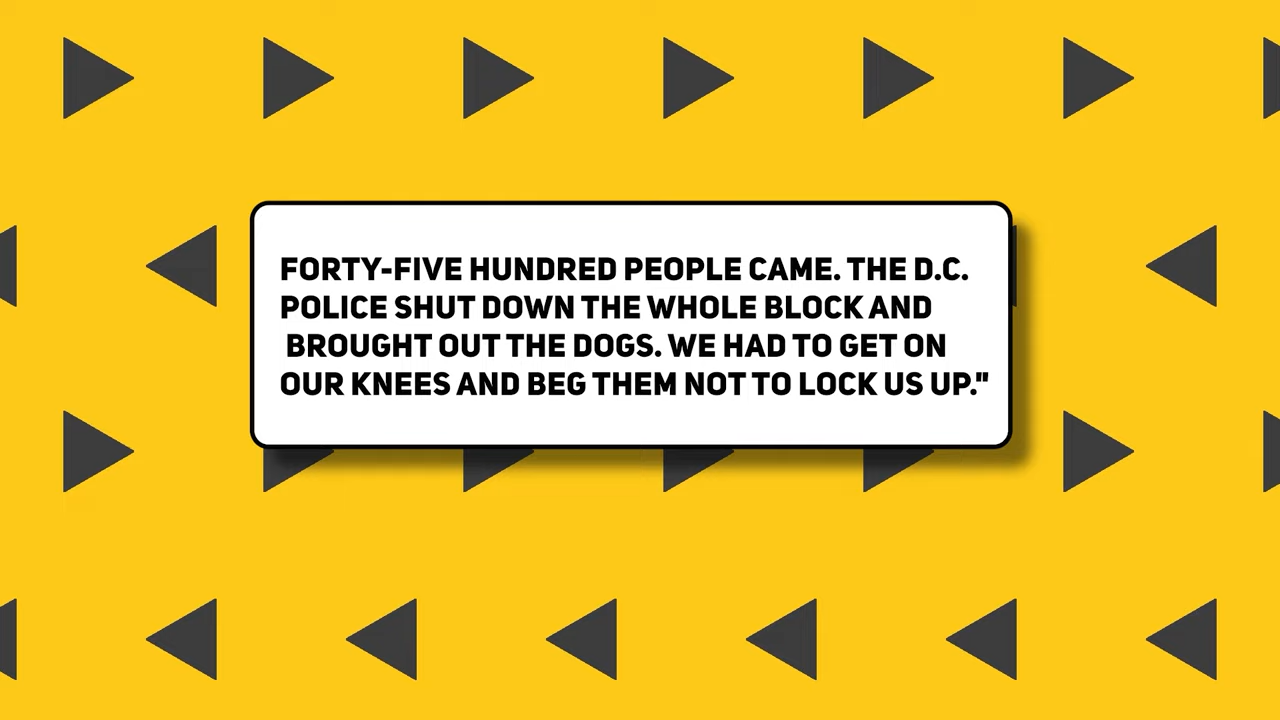 FORTY-FIVE HUNDRED PEOPLE CAME. THE D.C.
POLICE SHUT DOWN THE WHOLE BLOCK AND
BROUGHT OUT THE DOGS. WE HAD TO GET ON
OUR KNEES AND BEG THEM NOT TO LOCK US UP."